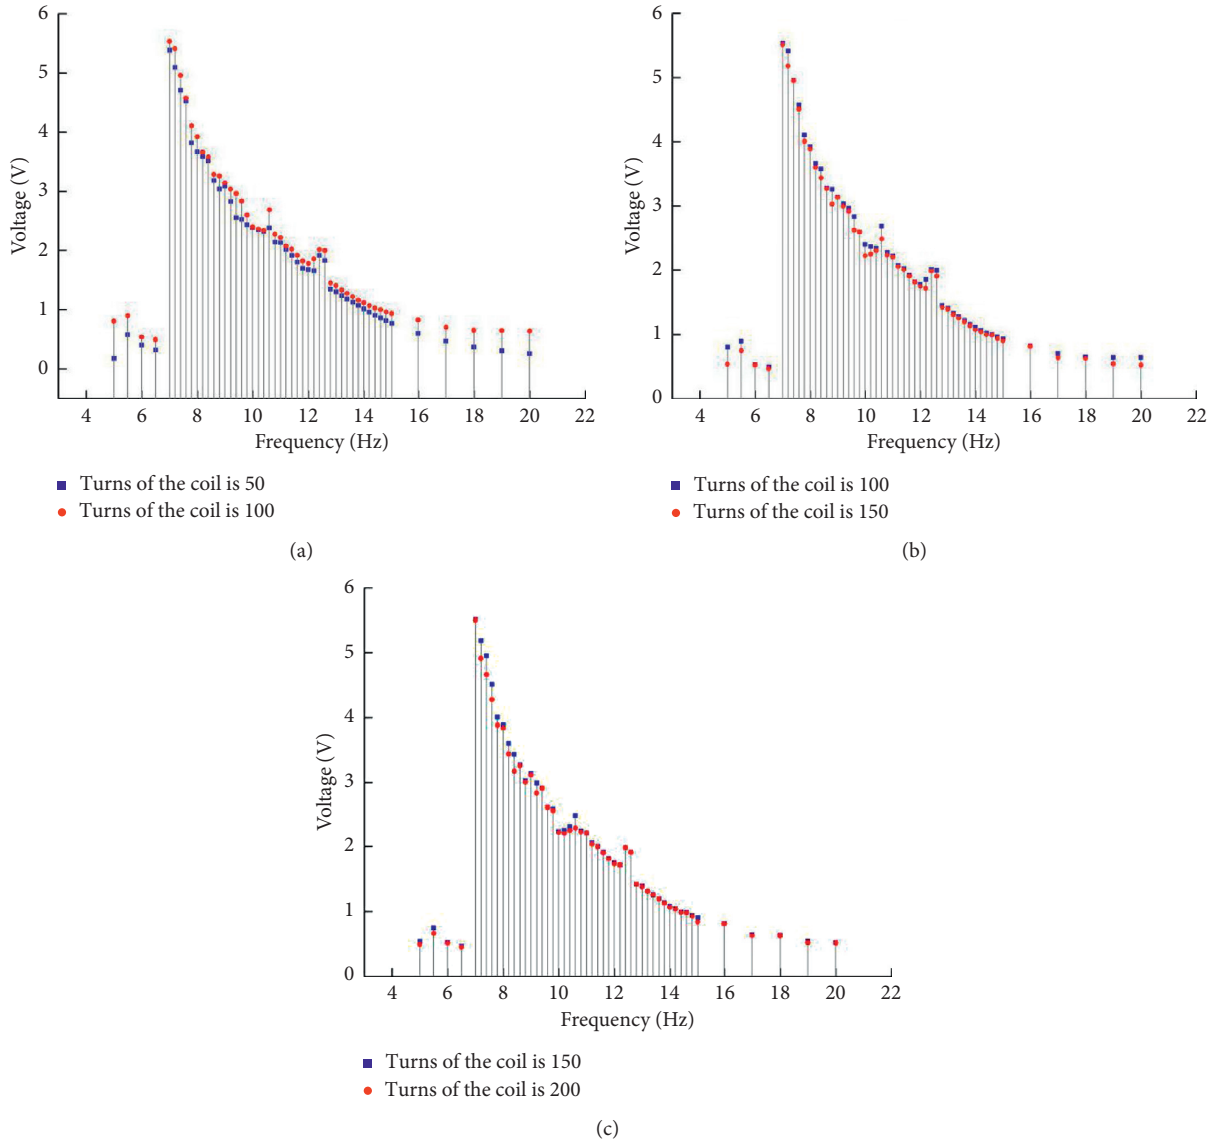 6
5
4
3
2
1
0
Voltage (V)
4 6 8 10 12 14 16 18 20 22
Frequency (Hz)
Turns of the coil is 50
Turns of the coil is 100
(a)
6
5
4
3
2
1
0
Voltage (V)
4 6 8 10 12 14 16 18 20 22
Frequency (Hz)
Turns of the coil is 100
Turns of the coil is 150
(b)
6
5
4
3
2
1
0
Voltage (V)
4 6 8 10 12 14 16 18 20 22
Frequency (Hz)
Turns of the coil is 150
Turns of the coil is 200
(c)